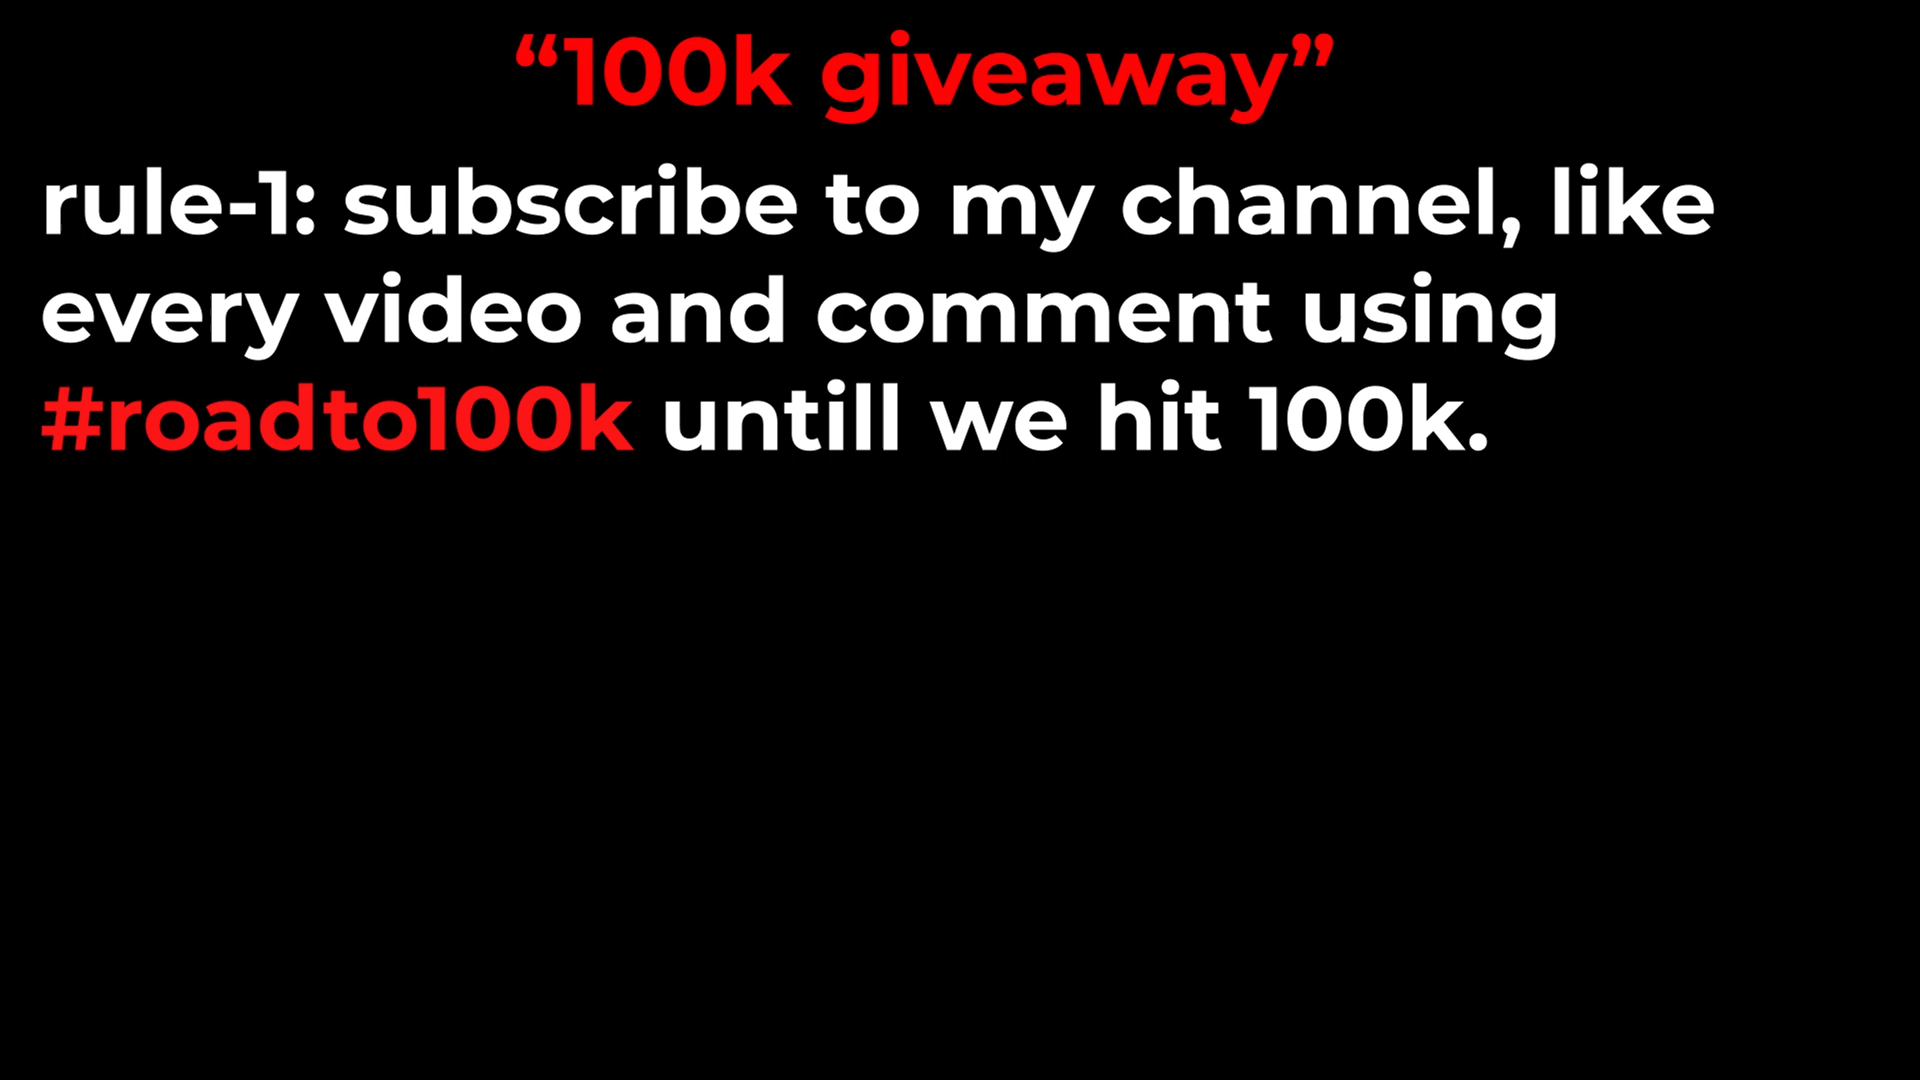 “100k giveaway”
rule-1: subscribe to my channel, like
every video and comment using
#roadto100k untill we hit 100k.